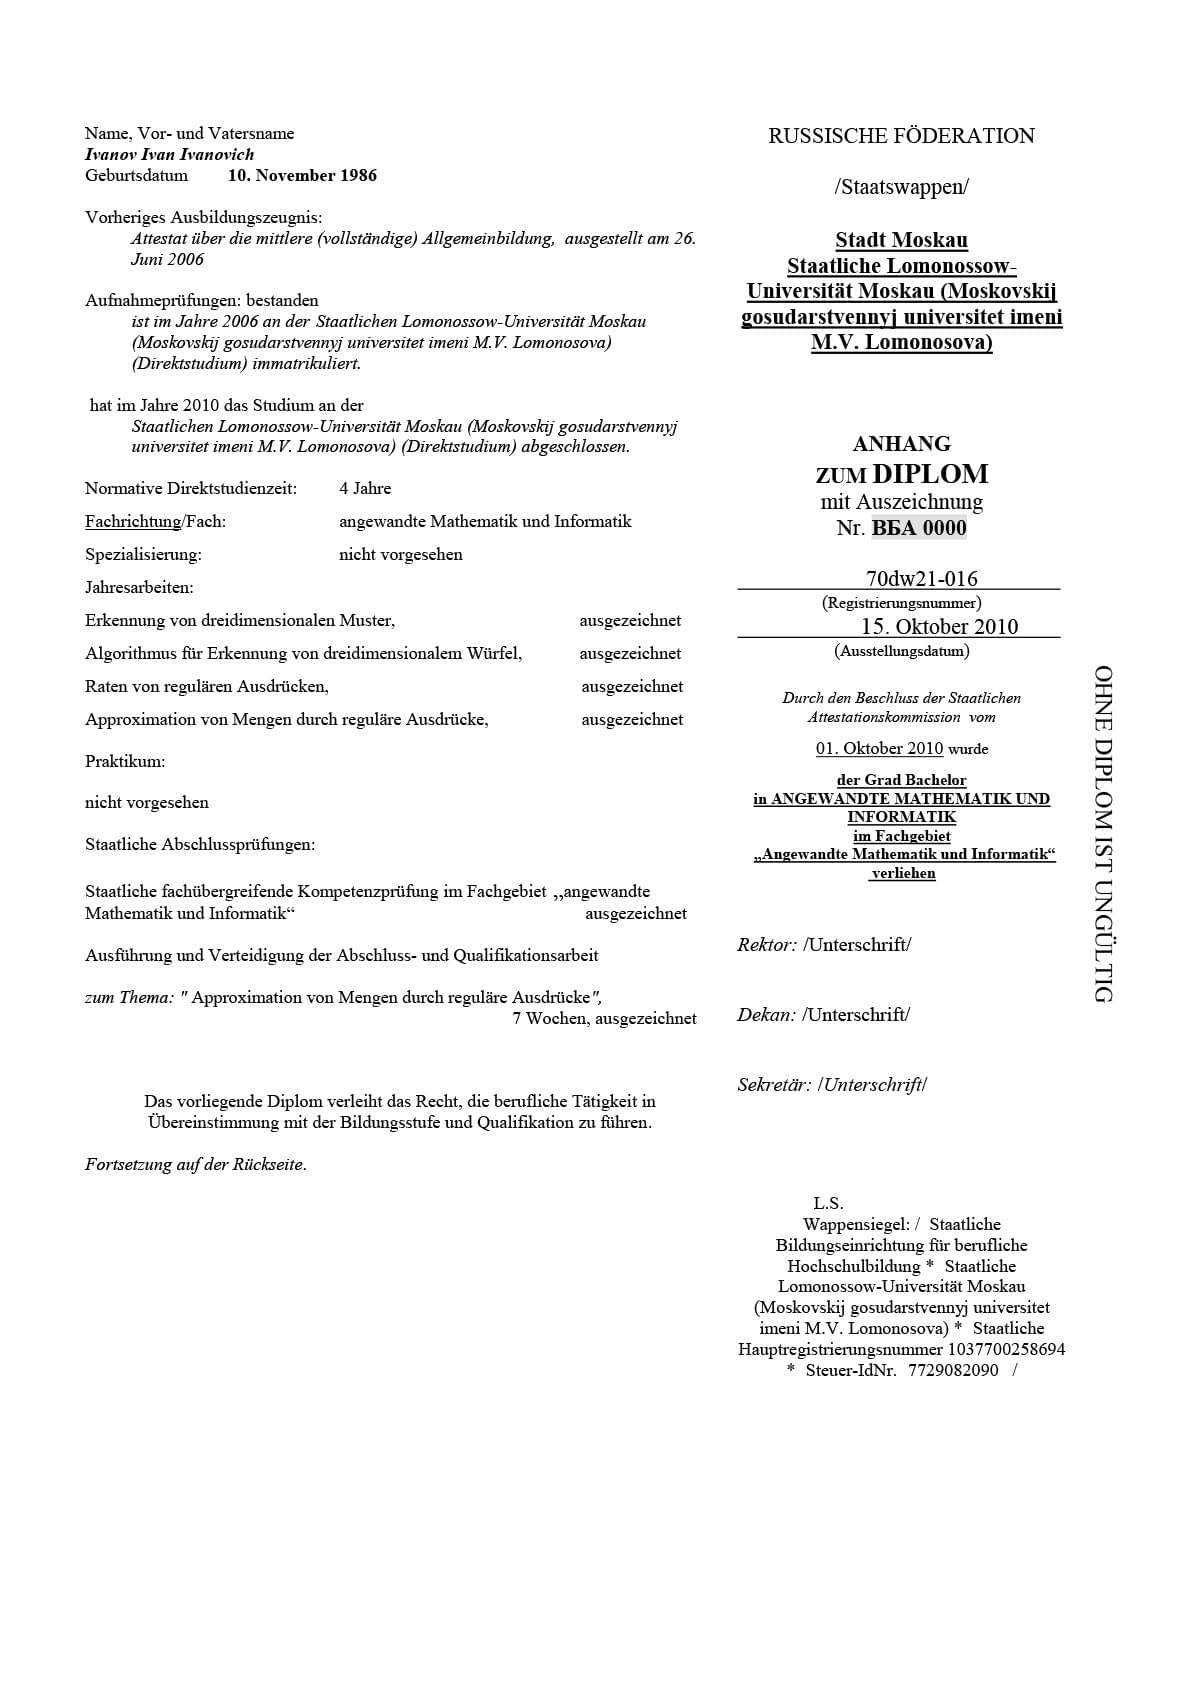 Name, Vor- und Vatersname
Ivanov Ivan Ivanovich
Geburtsdatum 10. November 1986
Vorheriges Ausbildungszeugnis:
Attestat über die mittlere (vollständige) Allgemeinbildung, ausgestellt am 26.
Juni 2006
Aufnahmeprüfungen: bestanden
ist im Jahre 2006 an der Staatlichen Lomonossow-Universität Moskau
(Moskovskij gosudarstvennyj universitet imeni M.V. Lomonosova)
(Direktstudium) immatrikuliert.
hat im Jahre 2010 das Studium an der
Staatlichen Lomonossow-Universität Moskau (Moskovskij gosudarstvennyj
universitet imeni M.V. Lomonosova) (Direktstudium) abgeschlossen.
Normative Direktstudienzeit: 4 Jahre
Fachrichtung/Fach: angewandte Mathematik und Informatik
Spezialisierung: nicht vorgesehen
Jahresarbeiten:
Erkennung von dreidimensionalen Muster, ausgezeichnet
Algorithmus für Erkennung von dreidimensionalem Würfel, ausgezeichnet
Raten von regulären Ausdrücken, ausgezeichnet
Approximation von Mengen durch reguläre Ausdrücke, ausgezeichnet
Praktikum:
nicht vorgesehen
Staatliche Abschlussprüfungen:
Staatliche fachübergreifende Kompetenzprüfung im Fachgebiet „angewandte
Mathematik und Informatik“ ausgezeichnet
Ausführung und Verteidigung der Abschluss- und Qualifikationsarbeit
zum Thema: " Approximation von Mengen durch reguläre Ausdrücke",
7 Wochen, ausgezeichnet
Das vorliegende Diplom verleiht das Recht, die berufliche Tätigkeit in
Übereinstimmung mit der Bildungsstufe und Qualifikation zu führen.
Fortsetzung auf der Rückseite.
RUSSISCHE FÖDERATION
/Staatswappen/
Stadt Moskau
Staatliche Lomonossow-
Universität Moskau (Moskovskij
gosudarstvennyj universitet imeni
M.V. Lomonosova)
ANHANG
ZUM DIPLOM
mit Auszeichnung
Nr. ВБА 0000
70dw21-016
(Registrierungsnummer)
15. Oktober 2010
(Ausstellungsdatum)
Durch den Beschluss der Staatlichen
Attestationskommission vom
01. Oktober 2010 wurde
der Grad Bachelor
in ANGEWANDTE MATHEMATIK UND
INFORMATIK
im Fachgebiet
„Angewandte Mathematik und Informatik“
verliehen
Rektor: /Unterschrift/
Dekan: /Unterschrift/
Sekretär: /Unterschrift/
L.S.
Wappensiegel: / Staatliche
Bildungseinrichtung für berufliche
Hochschulbildung * Staatliche
Lomonossow-Universität Moskau
(Moskovskij gosudarstvennyj universitet
imeni M.V. Lomonosova) * Staatliche
Hauptregistrierungsnummer 1037700258694
* Steuer-IdNr. 7729082090 /
OHNE DIPLOM IST UNGÜLTIG